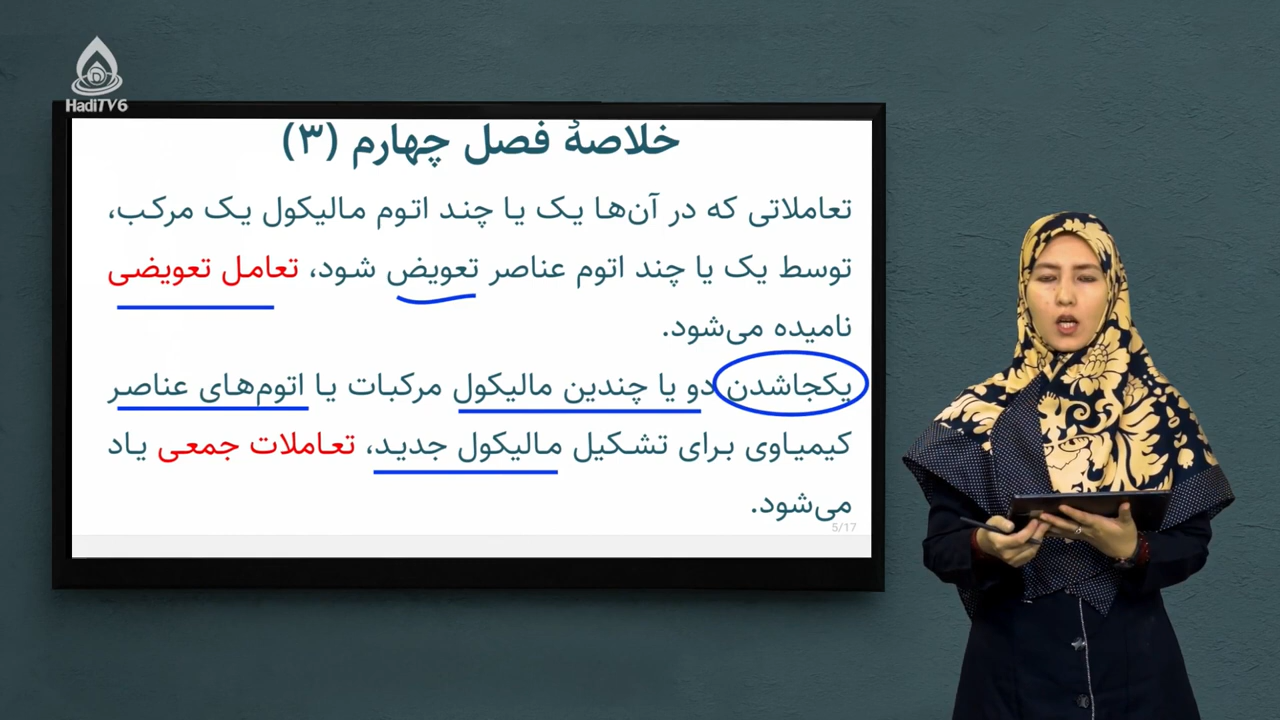 HadiTV6
خلاصهٔ فصل چهارم (۳)
تعاملاتی که در آن‌ها یک یا چند اتوم مالیکول یک مرکب،
توسط یک یا چند اتوم عناصر تعویض شود، تعامل تعویضی
نامیده می‌شود.
یکجاشدن دو یا چندین مالیکول مرکبات یا اتوم‌های عناصر
کیمیاوی برای تشکیل مالیکول جدید، تعاملات جمعی یاد
می‌شود.
5/17